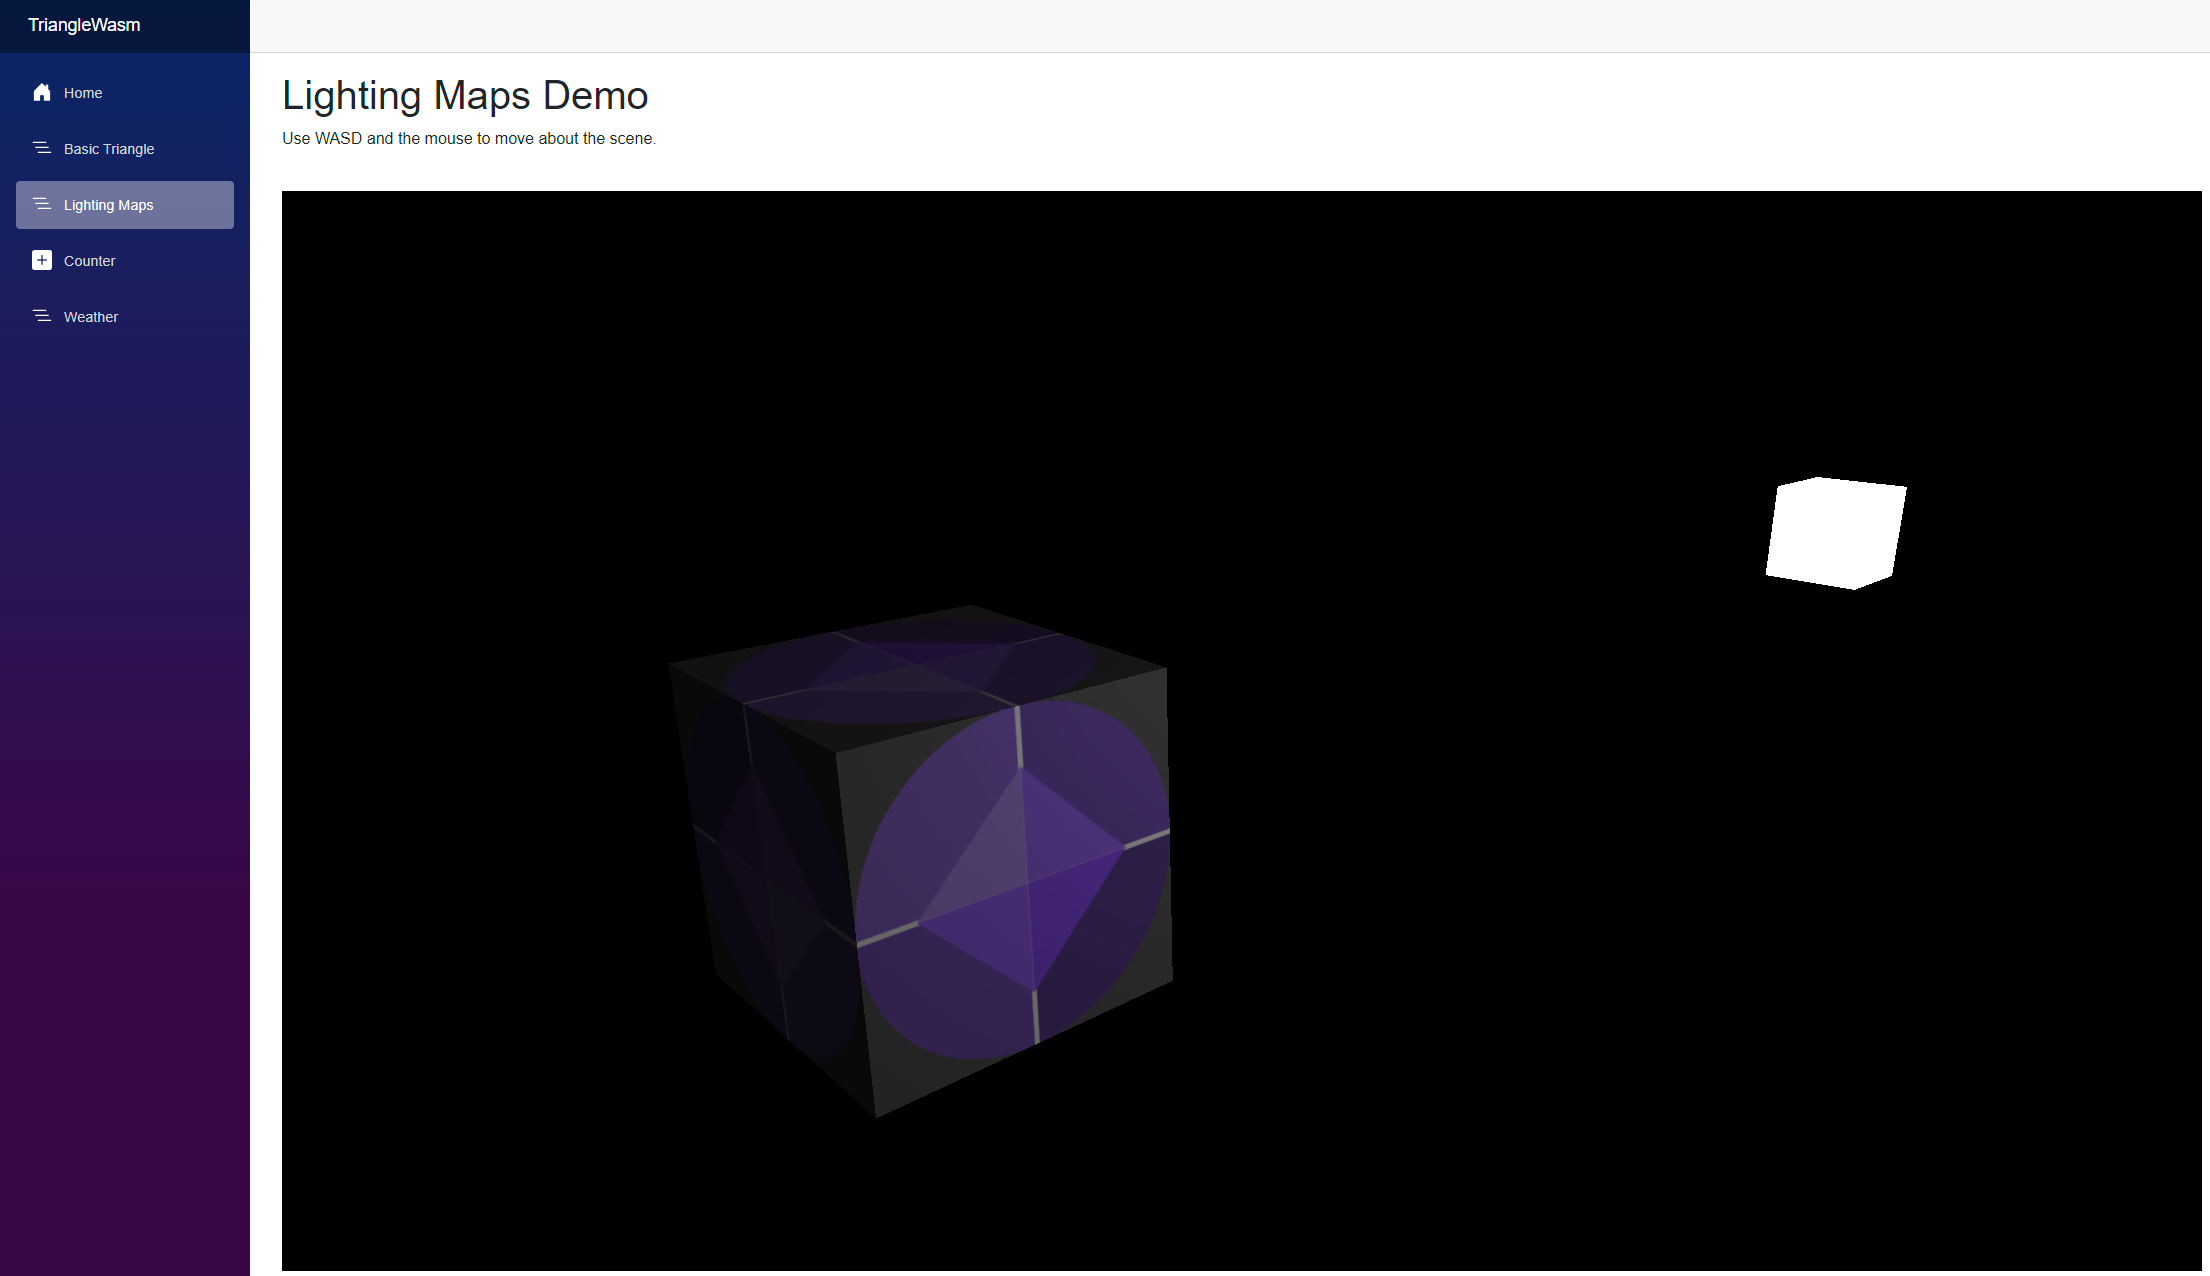 TriangleWasm
Home
Basic Triangle
Lighting Maps
Counter
Weather
Lighting Maps Demo
Use WASD and the mouse to move about the scene.